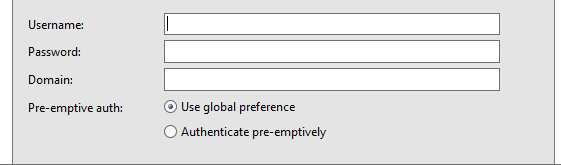 Username:
Password:
Domain:
Pre-emptive auth: Use global preference
Authenticate pre-emptively